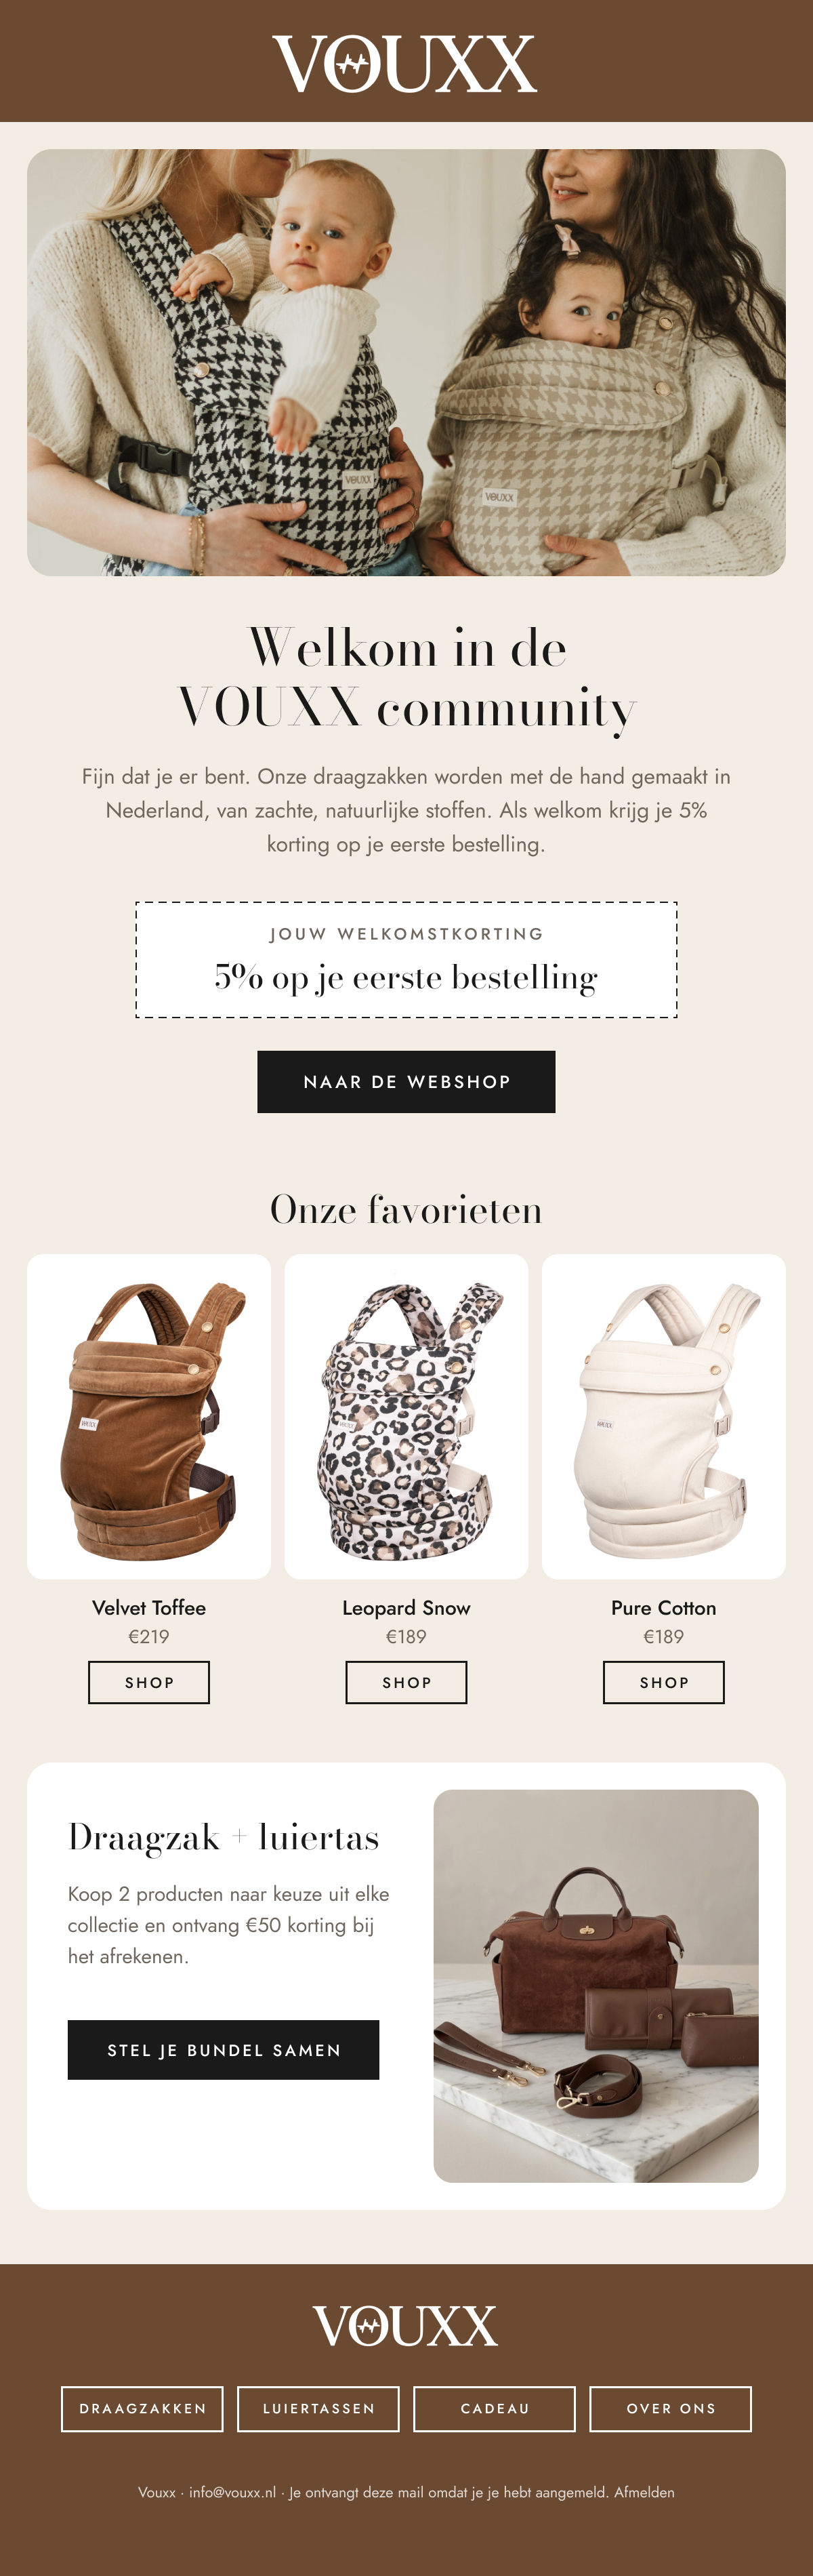 VOUXX
VOUXX
VOUXX
Welkom in de
VOUXX community
Fijn dat je er bent. Onze draagzakken worden met de hand gemaakt in
Nederland, van zachte, natuurlijke stoffen. Als welkom krijg je 5%
korting op je eerste bestelling.
JOUW WELKOMSTKORTING
5% op je eerste bestelling
NAAR DE WEBSHOP
Onze favorieten
VOUXX
VOUXX
VOUXX
Velvet Toffee
Leopard Snow
Pure Cotton
€219
€189
€189
SHOP
SHOP
SHOP
Draagzak + luiertas
Koop 2 producten naar keuze uit elke
collectie en ontvang €50 korting bij
het afrekenen.
STEL JE BUNDEL SAMEN
VOUXX
DRAAGZAKKEN
LUIERTASSEN
CADEAU
OVER ONS
Vouxx · info@vouxx.nl · Je ontvangt deze mail omdat je je hebt aangemeld. Afmelden